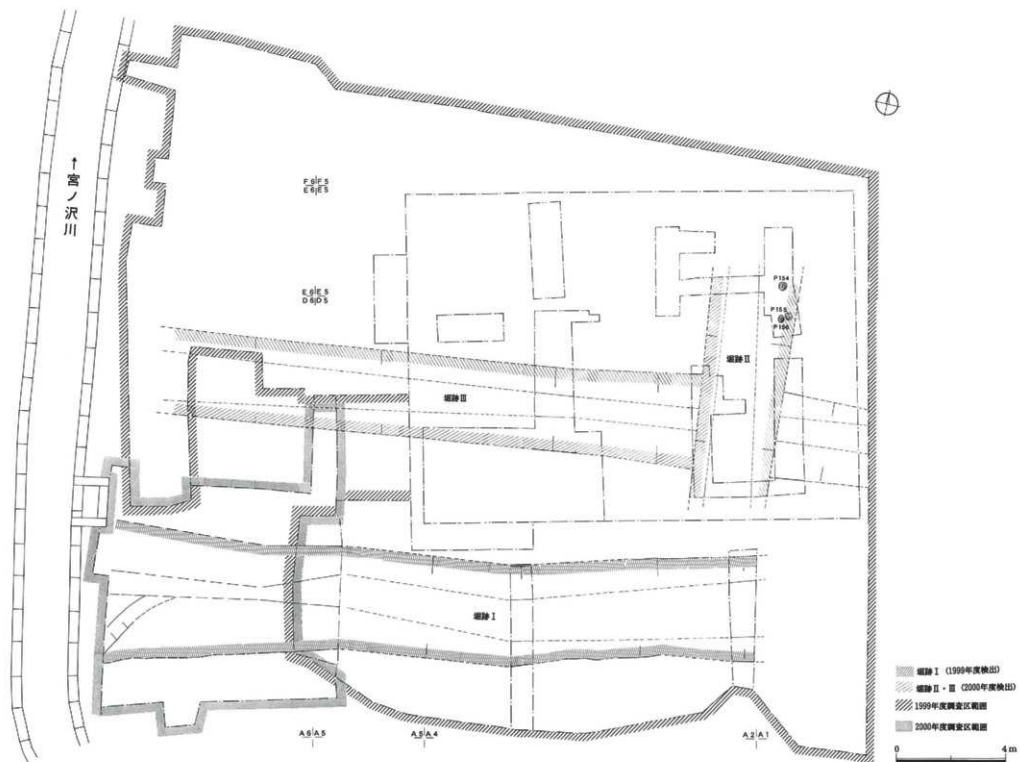 ↑宮ノ沢川
F6|F5
E6|E5
E6|E5
D6|D5
P154
P155
P156
堀跡Ⅱ
堀跡Ⅲ
堀跡Ⅰ
A6|A5
A5|A4
A2|A1
堀跡Ⅰ (1999年度検出)
堀跡Ⅱ・Ⅲ (2000年度検出)
1999年度調査区範囲
2000年度調査区範囲
0 4m